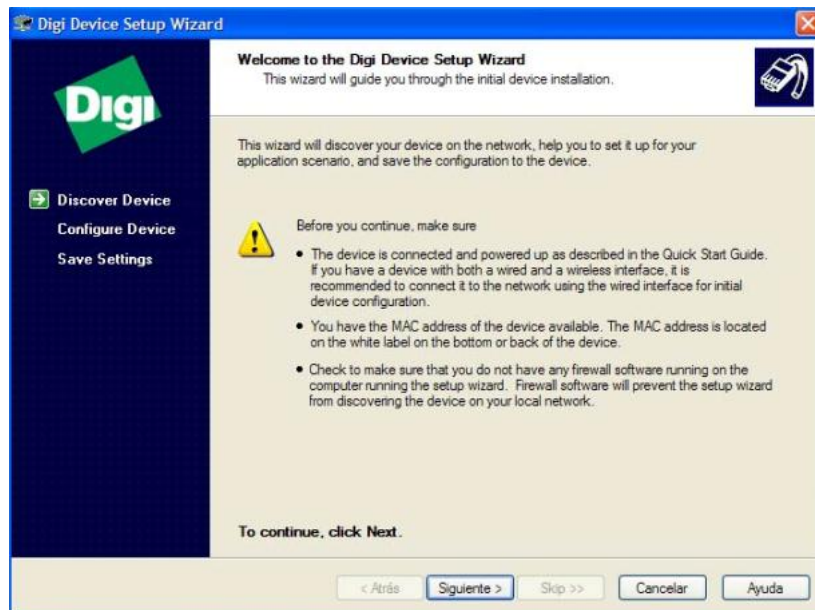 Digi Device Setup Wizard
Digi
Discover Device
Configure Device
Save Settings
Welcome to the Digi Device Setup Wizard
This wizard will guide you through the initial device installation.
This wizard will discover your device on the network, help you to set it up for your
application scenario, and save the configuration to the device.
Before you continue, make sure
• The device is connected and powered up as described in the Quick Start Guide.
If you have a device with both a wired and a wireless interface, it is
recommended to connect it to the network using the wired interface for initial
device configuration.
• You have the MAC address of the device available. The MAC address is located
on the white label on the bottom or back of the device.
• Check to make sure that you do not have any firewall software running on the
computer running the setup wizard. Firewall software will prevent the setup wizard
from discovering the device on your local network.
To continue, click Next.
< Atrás Siguiente > Skip >> Cancelar Ayuda